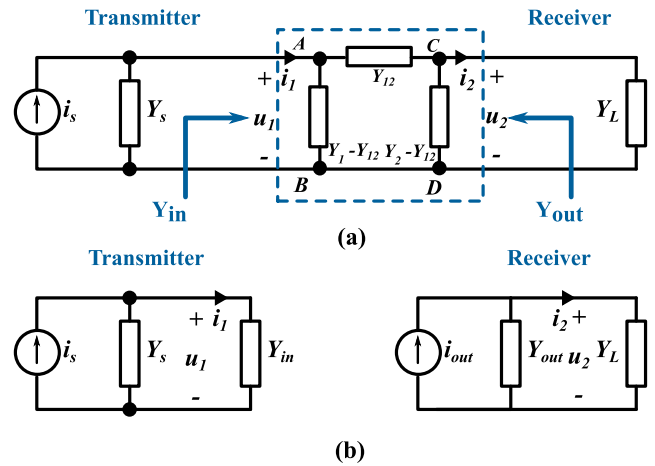 Transmitter Receiver
A C
+ i1 Y12 i2 +
is Ys u1 u2 YL
- Y1 -Y12 Y2 -Y12 -
B D
Yin Yout
(a)
Transmitter Receiver
+ i1 i2 +
is Ys u1 Yin iout Yout u2 YL
- -
(b)